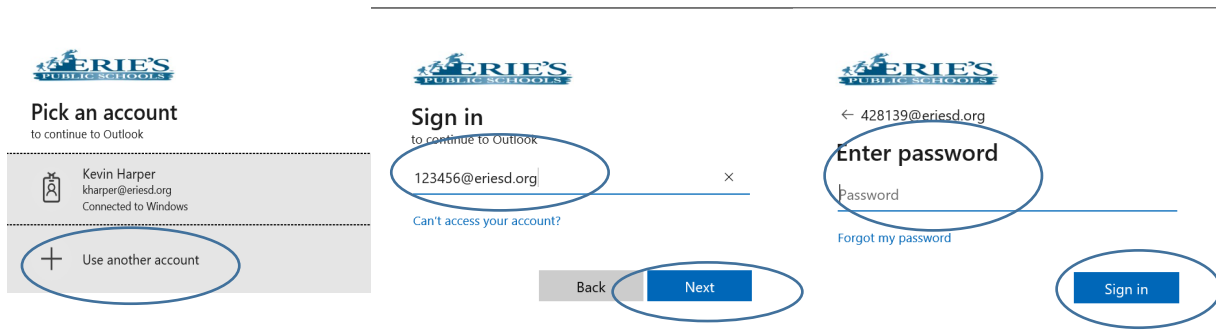 ERIE'S
PUBLIC SCHOOLS
Pick an account
to continue to Outlook
Kevin Harper
kharper@eriesd.org
Connected to Windows
Use another account
ERIE'S
PUBLIC SCHOOLS
Sign in
to continue to Outlook
123456@eriesd.org
Can't access your account?
Back
Next
ERIE'S
PUBLIC SCHOOLS
428139@eriesd.org
Enter password
Password
Forgot my password
Sign in